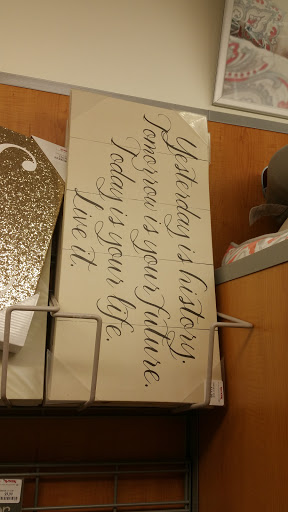 Yesterday is history.
Tomorrow is your future.
Today is your life.
Live it.